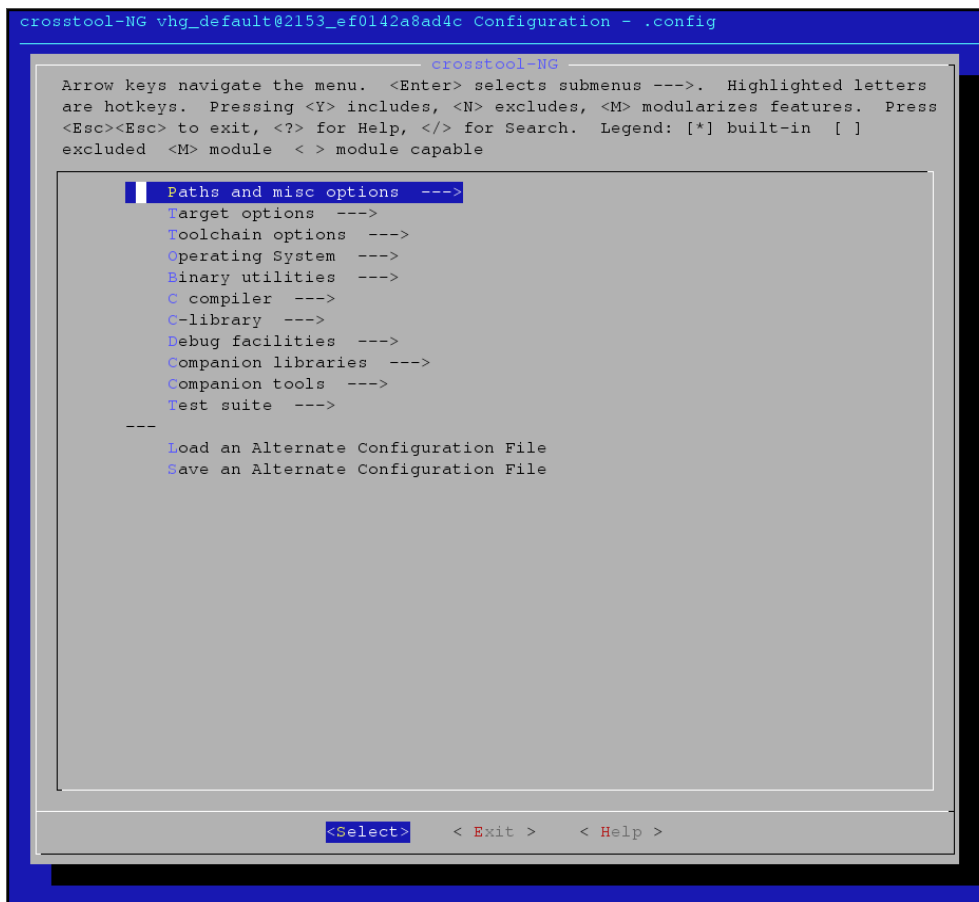 crosstool-NG vhg_default@2153_ef0142a8ad4c Configuration - .config
crosstool-NG
Arrow keys navigate the menu.  <Enter> selects submenus --->.  Highlighted letters
are hotkeys.  Pressing <Y> includes, <N> excludes, <M> modularizes features.  Press
<Esc><Esc> to exit, <?> for Help, </> for Search.  Legend: [*] built-in  [ ]
excluded  <M> module  < > module capable
Paths and misc options  --->
Target options  --->
Toolchain options  --->
Operating System  --->
Binary utilities  --->
C compiler  --->
C-library  --->
Debug facilities  --->
Companion libraries  --->
Companion tools  --->
Test suite  --->
---
Load an Alternate Configuration File
Save an Alternate Configuration File
<Select>    < Exit >    < Help >